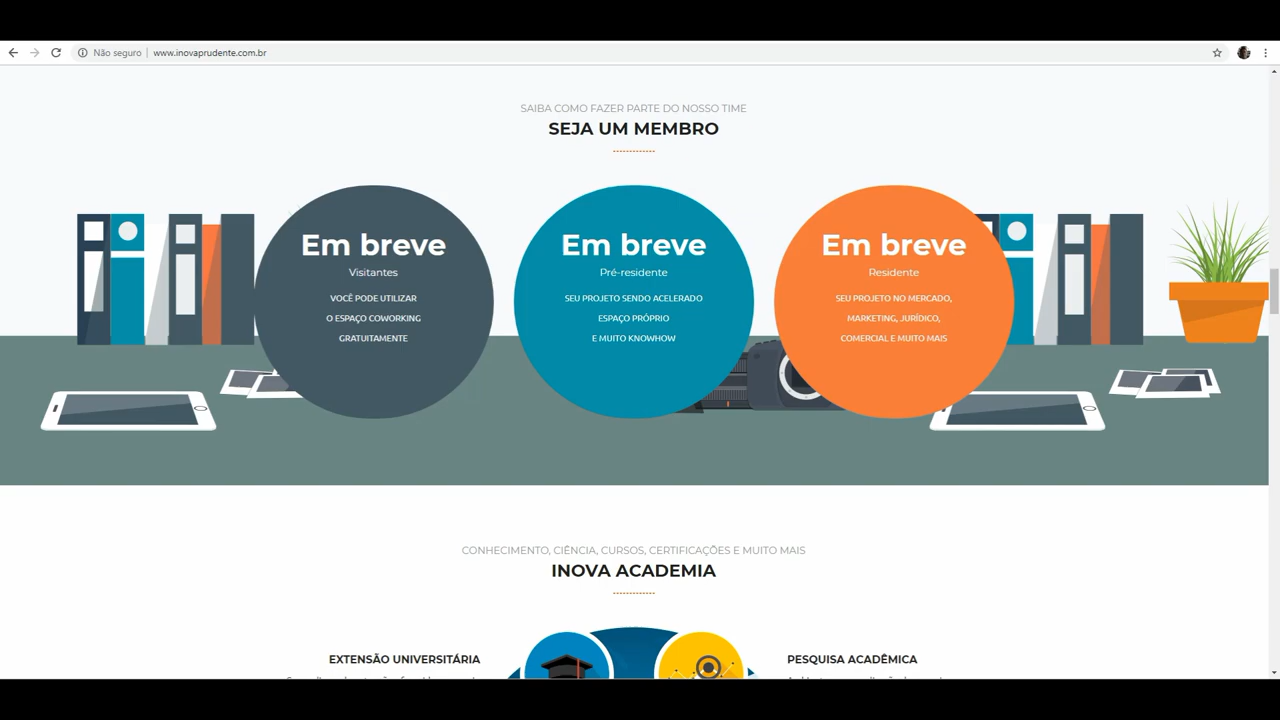 Não seguro | www.inovaprudente.com.br
SAIBA COMO FAZER PARTE DO NOSSO TIME
SEJA UM MEMBRO
Em breve
Visitantes
VOCÊ PODE UTILIZAR
O ESPAÇO COWORKING
GRATUITAMENTE
Em breve
Pré-residente
SEU PROJETO SENDO ACELERADO
ESPAÇO PRÓPRIO
E MUITO KNOWHOW
Em breve
Residente
SEU PROJETO NO MERCADO,
MARKETING, JURÍDICO,
COMERCIAL E MUITO MAIS
CONHECIMENTO, CIÊNCIA, CURSOS, CERTIFICAÇÕES E MUITO MAIS
INOVA ACADEMIA
EXTENSÃO UNIVERSITÁRIA
PESQUISA ACADÊMICA